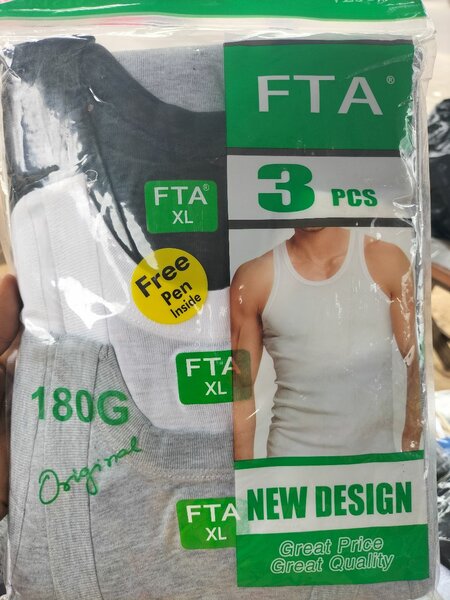 FTA®
3 PCS
FTA®
XL
Free
Pen
Inside
FTA
XL
180G
Original
FTA
XL
NEW DESIGN
Great Price
Great Quality